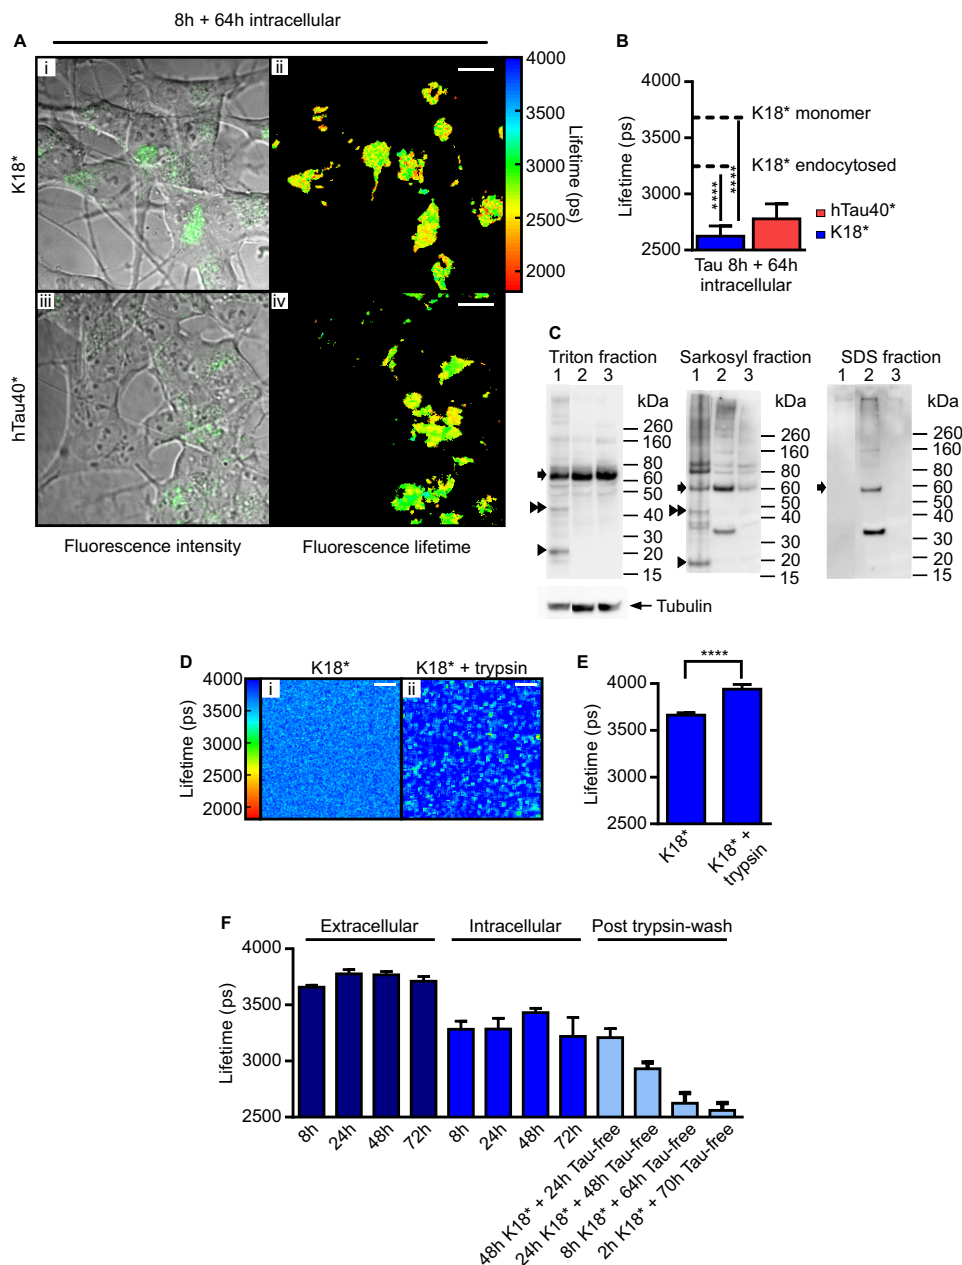 8h + 64h intracellular
A
i
ii
K18*
4000
3500
3000
2500
2000
Lifetime (ps)
iii
iv
hTau40*
Fluorescence intensity
Fluorescence lifetime
B
4000
3500
3000
2500
Lifetime (ps)
K18* monomer
K18* endocytosed
****
****
hTau40*
K18*
Tau 8h + 64h
intracellular
C
Triton fraction
1 2 3
kDa
260
160
80
60
50
40
30
20
15
Tubulin
Sarkosyl fraction
1 2 3
kDa
260
160
80
60
50
40
30
20
15
SDS fraction
1 2 3
kDa
260
160
80
60
50
40
30
20
15
D
K18*
K18* + trypsin
i
ii
4000
3500
3000
2500
2000
Lifetime (ps)
E
****
4000
3500
3000
2500
Lifetime (ps)
K18*
K18* +
trypsin
F
Extracellular
Intracellular
Post trypsin-wash
4000
3500
3000
2500
Lifetime (ps)
8h
24h
48h
72h
8h
24h
48h
72h
48h K18* + 24h Tau-free
24h K18* + 48h Tau-free
8h K18* + 64h Tau-free
2h K18* + 70h Tau-free